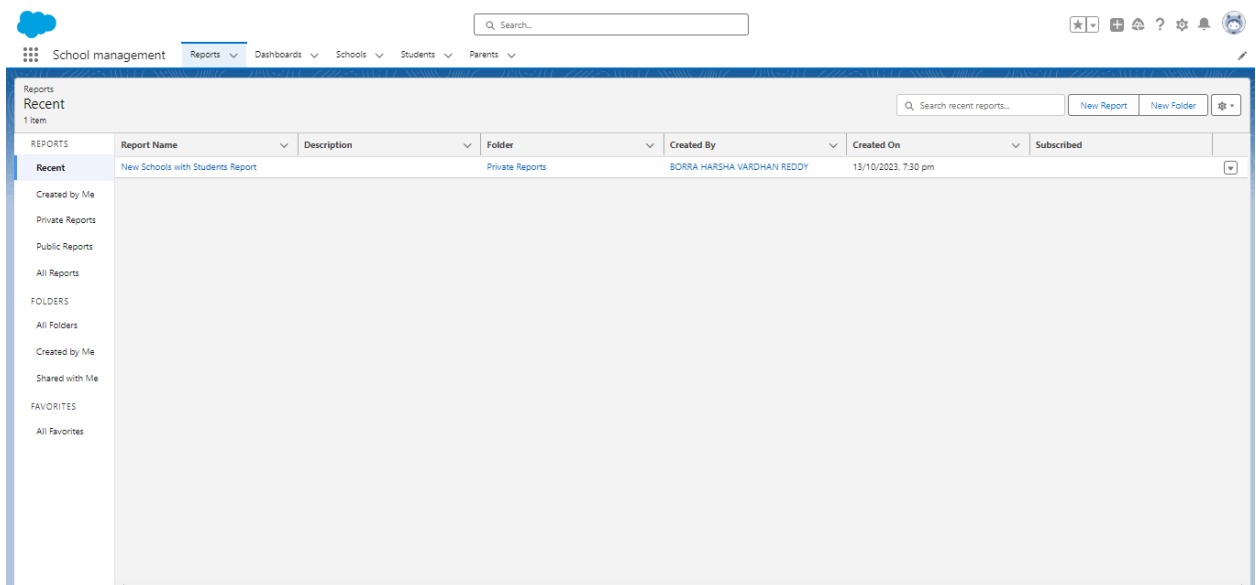 Search...
School management
Reports
Dashboards
Schools
Students
Parents
Reports
Recent
1 item
Search recent reports...
New Report
New Folder
REPORTS
Recent
Created by Me
Private Reports
Public Reports
All Reports
FOLDERS
All Folders
Created by Me
Shared with Me
FAVORITES
All Favorites
Report Name Description Folder Created By Created On Subscribed
New Schools with Students Report Private Reports BORRA HARSHA VARDHAN REDDY 13/10/2023, 7:30 pm